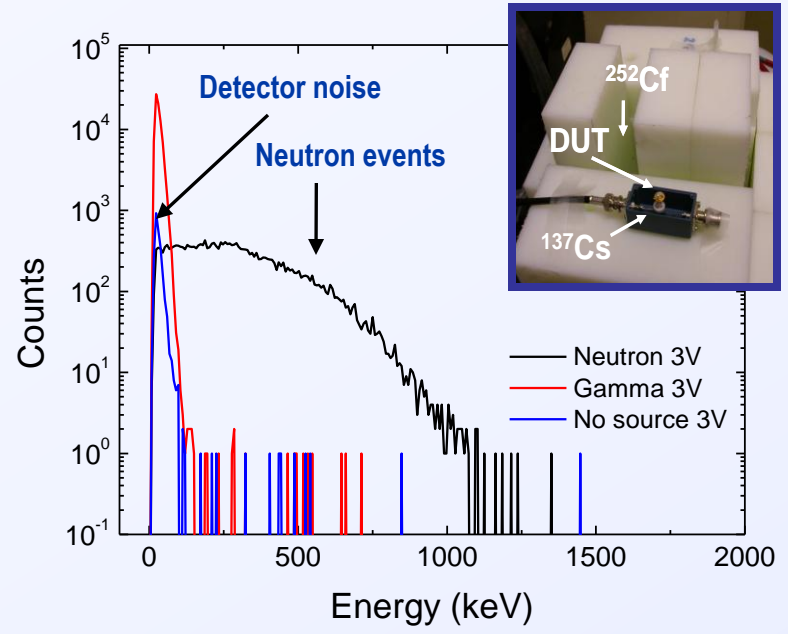 Detector noise
Neutron events
²⁵²Cf
DUT
¹³⁷Cs
Counts
10⁵
10⁴
10³
10²
10¹
10⁰
10⁻¹
Neutron 3V
Gamma 3V
No source 3V
0
500
1000
1500
2000
Energy (keV)